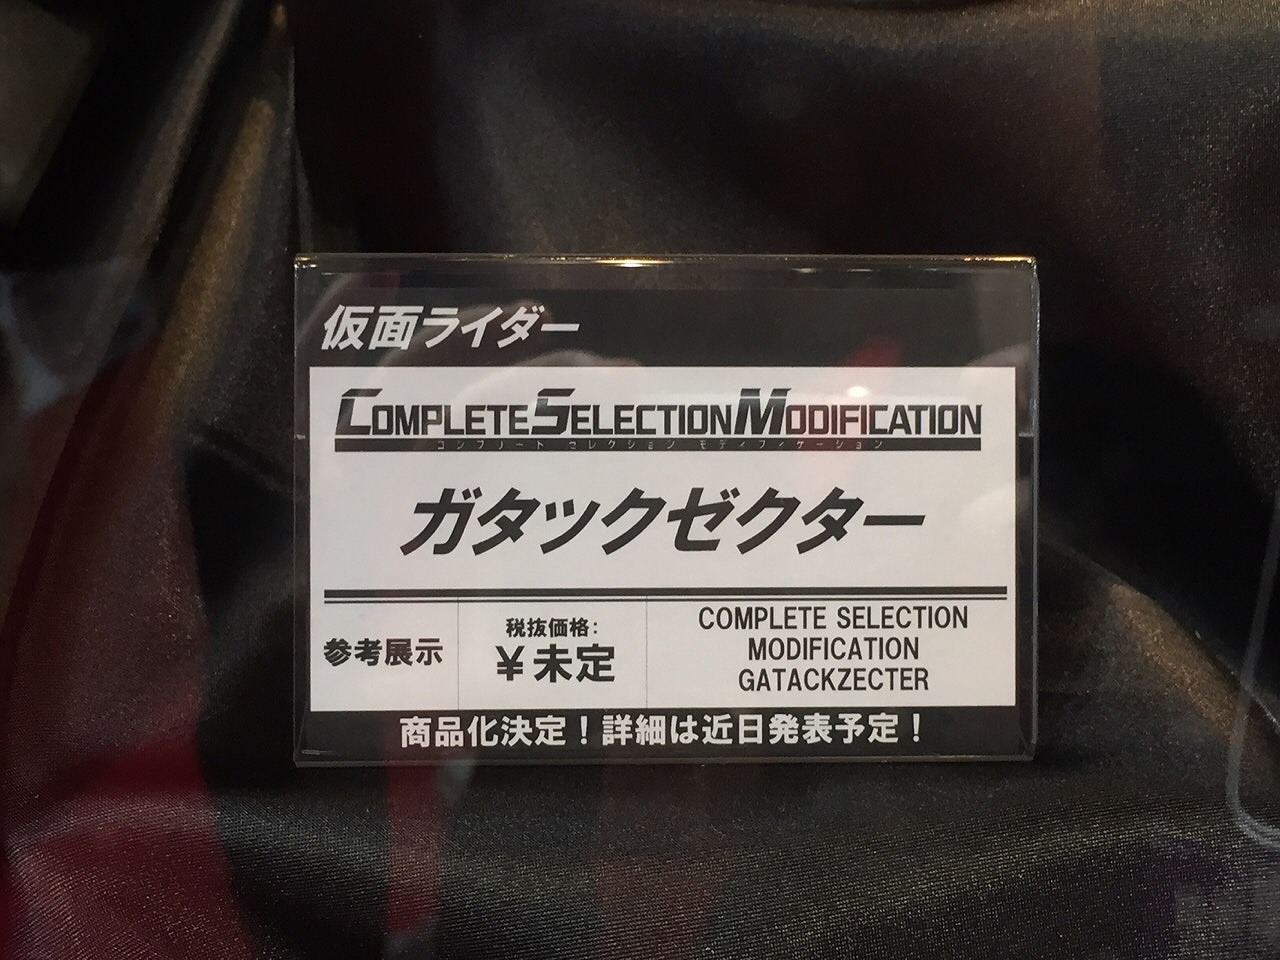 仮面ライダー
COMPLETE SELECTION MODIFICATION
コンプリート セレクション モディフィケーション
ガタックゼクター
参考展示
税抜価格:
¥未定
COMPLETE SELECTION
MODIFICATION
GATACKZECTER
商品化決定!詳細は近日発表予定!